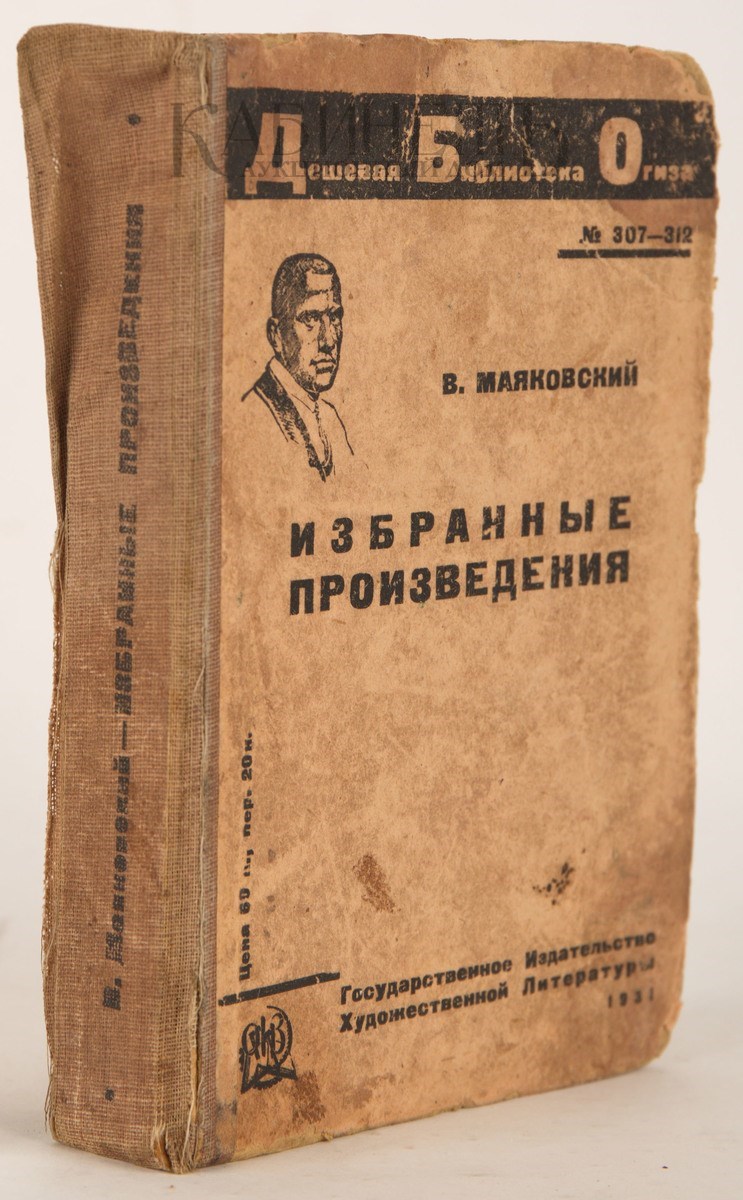 Дешевая Библиотека Огиза
№ 307—312
В. МАЯКОВСКИЙ
ИЗБРАННЫЕ
ПРОИЗВЕДЕНИЯ
Цена 60 к., пер. 20 к.
Государственное Издательство
Художественной Литературы
1931
В. Маяковский — ИЗБРАННЫЕ ПРОИЗВЕДЕНИЯ